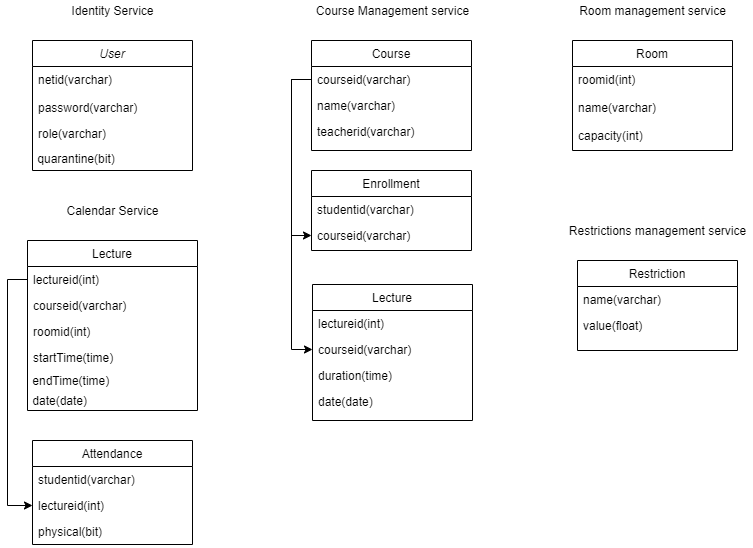 Identity Service
User
netid(varchar)
password(varchar)
role(varchar)
quarantine(bit)
Calendar Service
Lecture
lectureid(int)
courseid(varchar)
roomid(int)
startTime(time)
endTime(time)
date(date)
Attendance
studentid(varchar)
lectureid(int)
physical(bit)
Course Management service
Course
courseid(varchar)
name(varchar)
teacherid(varchar)
Enrollment
studentid(varchar)
courseid(varchar)
Lecture
lectureid(int)
courseid(varchar)
duration(time)
date(date)
Room management service
Room
roomid(int)
name(varchar)
capacity(int)
Restrictions management service
Restriction
name(varchar)
value(float)